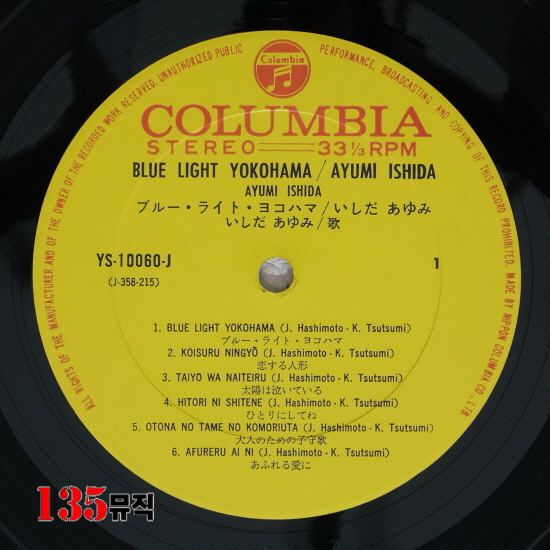 ALL RIGHTS OF THE MANUFACTURER AND OF THE OWNER OF THE RECORDED WORK RESERVED. UNAUTHORIZED PUBLIC PERFORMANCE, BROADCASTING AND COPYING OF THIS RECORD PROHIBITED. MADE BY NIPPON COLUMBIA CO., LTD.
Columbia
COLUMBIA
STEREO 33⅓ RPM
BLUE LIGHT YOKOHAMA / AYUMI ISHIDA
AYUMI ISHIDA
ブルー・ライト・ヨコハマ/いしだ あゆみ
いしだ あゆみ/歌
YS-10060-J
(J-358-215)
1
1. BLUE LIGHT YOKOHAMA (J. Hashimoto - K. Tsutsumi)
ブルー・ライト・ヨコハマ
2. KOISURU NINGYŌ (J. Hashimoto - K. Tsutsumi)
恋する人形
3. TAIYO WA NAITEIRU (J. Hashimoto - K. Tsutsumi)
太陽は泣いている
4. HITORI NI SHITENE (J. Hashimoto - K. Tsutsumi)
ひとりにしてね
5. OTONA NO TAME NO KOMORIUTA (J. Hashimoto - K. Tsutsumi)
大人のための子守歌
6. AFURERU AI NI (J. Hashimoto - K. Tsutsumi)
あふれる愛に
135뮤직